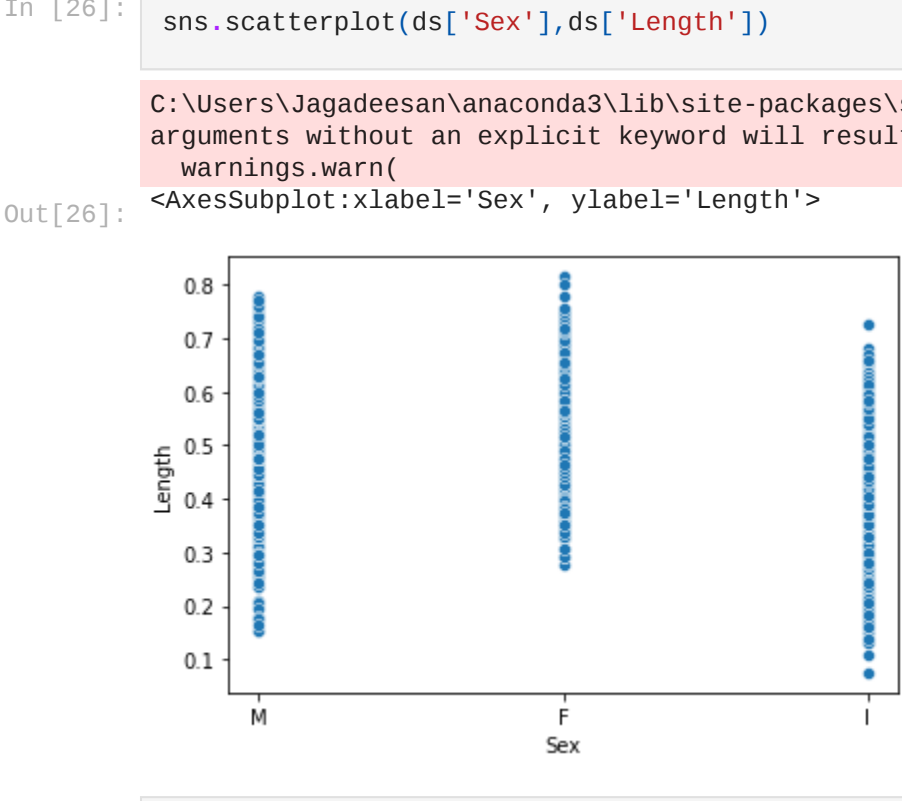 In [26]:
sns.scatterplot(ds['Sex'],ds['Length'])
C:\Users\Jagadeesan\anaconda3\lib\site-packages\
arguments without an explicit keyword will result
warnings.warn(
Out[26]:
<AxesSubplot:xlabel='Sex', ylabel='Length'>
0.8
0.7
0.6
0.5
0.4
0.3
0.2
0.1
Length
M F I
Sex